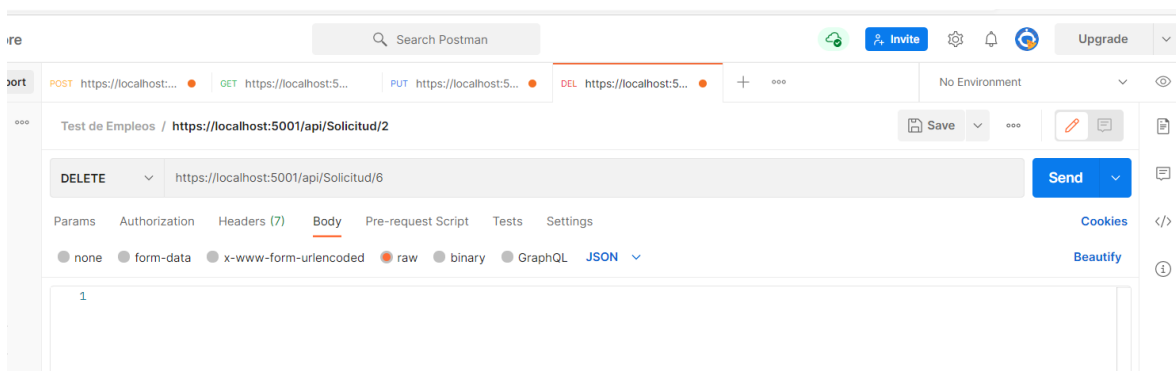 ore
Search Postman
Invite
Upgrade
port
POST https://localhost:...
GET https://localhost:5...
PUT https://localhost:5...
DEL https://localhost:5...
No Environment
Test de Empleos / https://localhost:5001/api/Solicitud/2
Save
DELETE
https://localhost:5001/api/Solicitud/6
Send
Params Authorization Headers (7) Body Pre-request Script Tests Settings Cookies
none form-data x-www-form-urlencoded raw binary GraphQL JSON Beautify
1